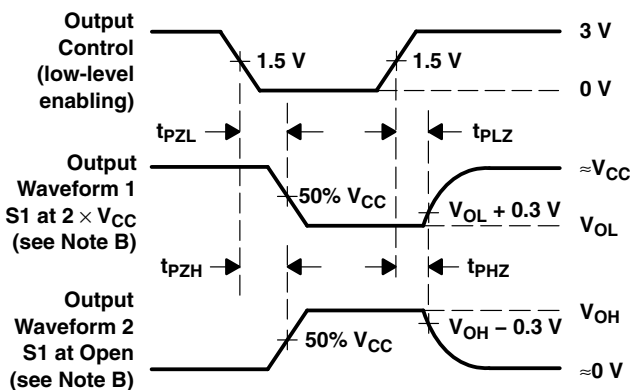 Output
Control
(low-level
enabling)
1.5 V
1.5 V
3 V
0 V
tPZL
tPLZ
Output
Waveform 1
S1 at 2 × VCC
(see Note B)
50% VCC
VOL + 0.3 V
≈VCC
VOL
tPZH
tPHZ
Output
Waveform 2
S1 at Open
(see Note B)
50% VCC
VOH − 0.3 V
VOH
≈0 V